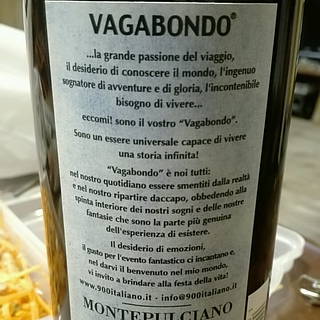 VAGABONDO®
...la grande passione del viaggio,
il desiderio di conoscere il mondo, l'ingenuo
sognatore di avventure e di gloria, l'incontenibile
bisogno di vivere...
eccomi! sono il vostro "Vagabondo".
Sono un essere universale capace di vivere
una storia infinita!
"Vagabondo" è noi tutti:
nel nostro quotidiano essere smentiti dalla realtà
e nel nostro ripartire daccapo, obbedendo alla
spinta interiore dei nostri sogni e delle nostre
fantasie che sono la parte più genuina
dell'esperienza di esistere.
Il desiderio di emozioni,
il gusto per l'evento fantastico ci incantano e,
nel darvi il benvenuto nel mio mondo,
vi invito a brindare alla festa della vita!
www.900italiano.it - info@900italiano.it
MONTEPULCIANO